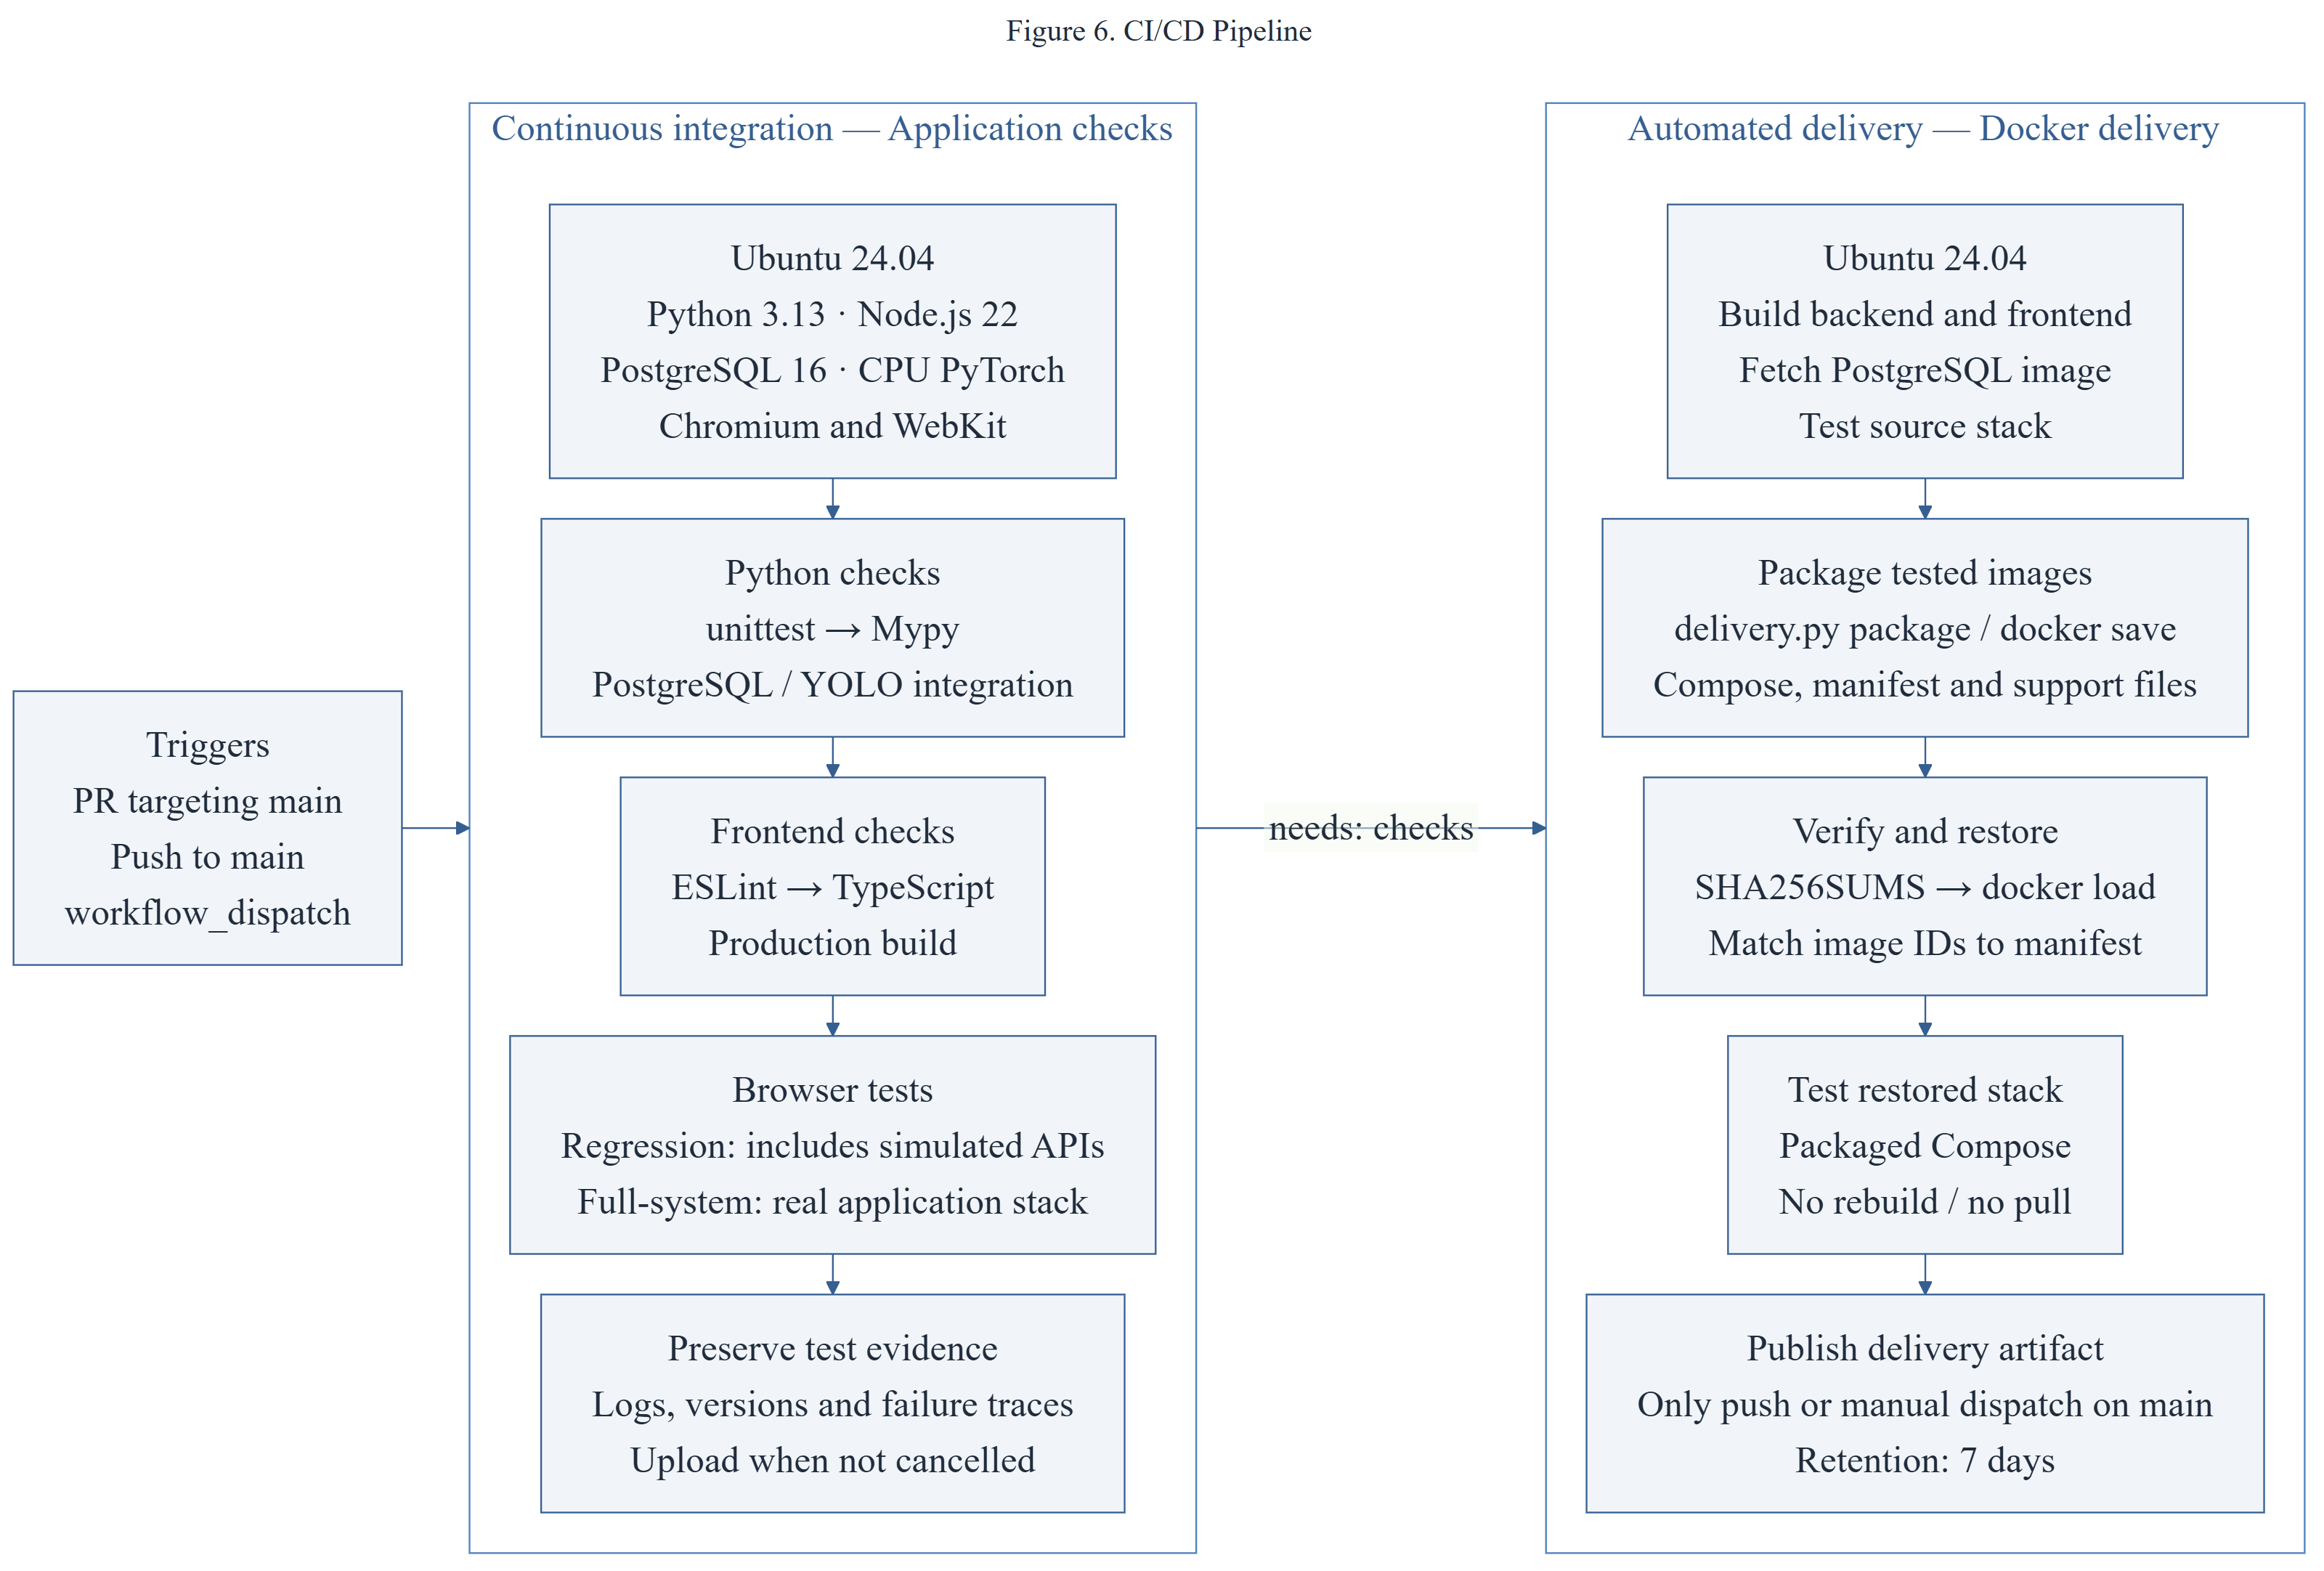 Figure 6. CI/CD Pipeline
Triggers
PR targeting main
Push to main
workflow_dispatch
Continuous integration — Application checks
Ubuntu 24.04
Python 3.13 · Node.js 22
PostgreSQL 16 · CPU PyTorch
Chromium and WebKit
Python checks
unittest → Mypy
PostgreSQL / YOLO integration
Frontend checks
ESLint → TypeScript
Production build
Browser tests
Regression: includes simulated APIs
Full-system: real application stack
Preserve test evidence
Logs, versions and failure traces
Upload when not cancelled
needs: checks
Automated delivery — Docker delivery
Ubuntu 24.04
Build backend and frontend
Fetch PostgreSQL image
Test source stack
Package tested images
delivery.py package / docker save
Compose, manifest and support files
Verify and restore
SHA256SUMS → docker load
Match image IDs to manifest
Test restored stack
Packaged Compose
No rebuild / no pull
Publish delivery artifact
Only push or manual dispatch on main
Retention: 7 days